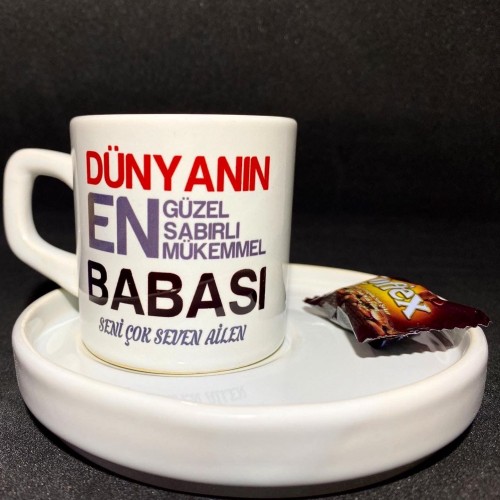 DÜNYANIN
EN
GÜZEL
SABIRLI
MÜKEMMEL
BABASI
SENİ ÇOK SEVEN AİLEN